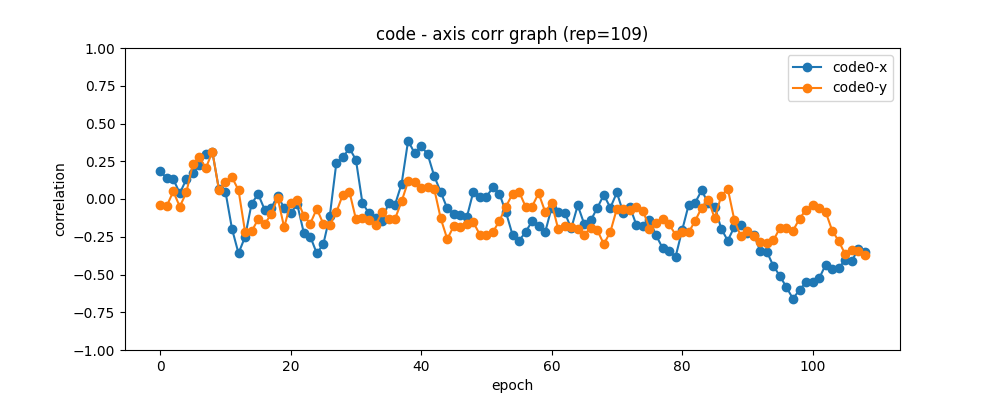 code - axis corr graph (rep=109)
1.00
0.75
0.50
0.25
0.00
−0.25
−0.50
−0.75
−1.00
correlation
code0-x
code0-y
0 20 40 60 80 100
epoch